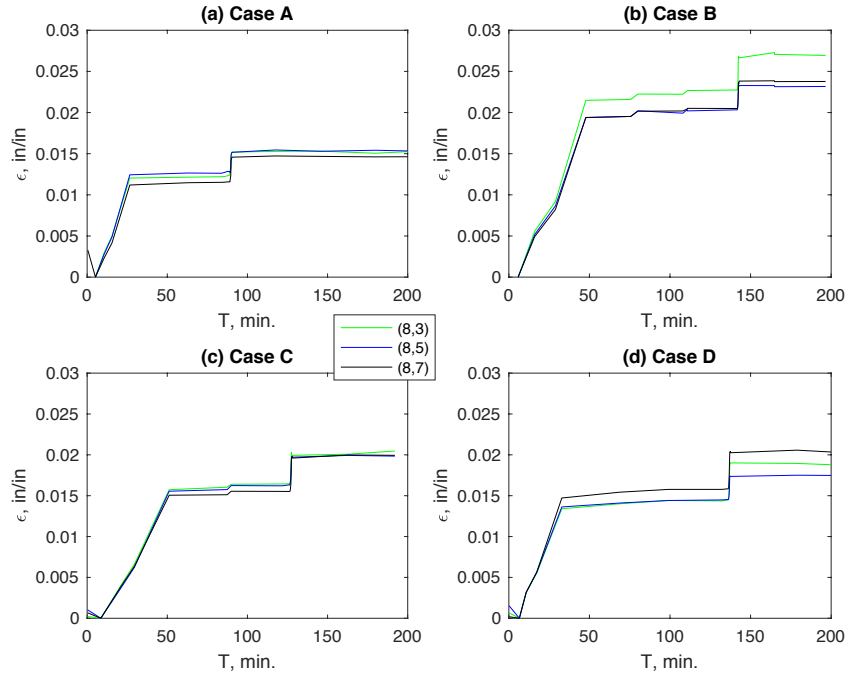 (a) Case A
0.03
0.025
0.02
0.015
0.01
0.005
0
ϵ, in/in
0 50 100 150 200
T, min.
(b) Case B
0.03
0.025
0.02
0.015
0.01
0.005
0
ϵ, in/in
0 50 100 150 200
T, min.
(8,3)
(8,5)
(8,7)
(c) Case C
0.03
0.025
0.02
0.015
0.01
0.005
0
ϵ, in/in
0 50 100 150 200
T, min.
(d) Case D
0.03
0.025
0.02
0.015
0.01
0.005
0
ϵ, in/in
0 50 100 150 200
T, min.